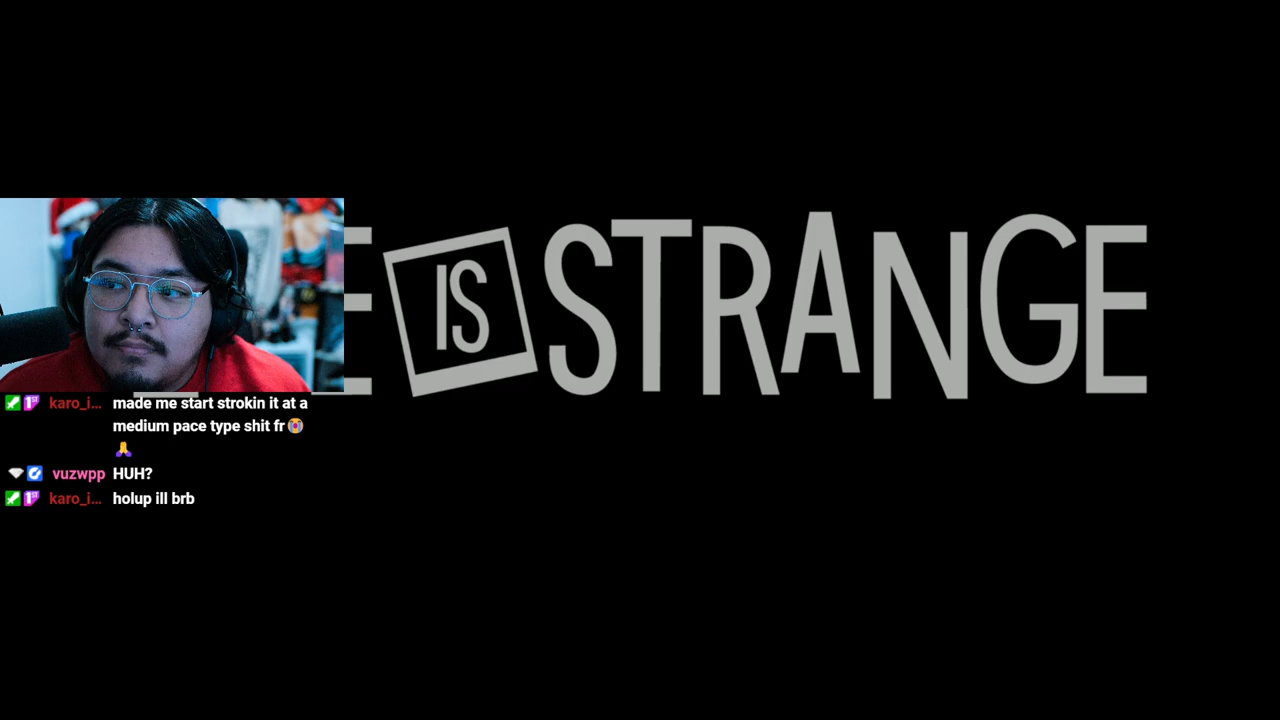 E IS STRANGE
karo_i... made me start strokin it at a
medium pace type shit fr😭
🙏
vuzwpp HUH?
karo_i... holup ill brb